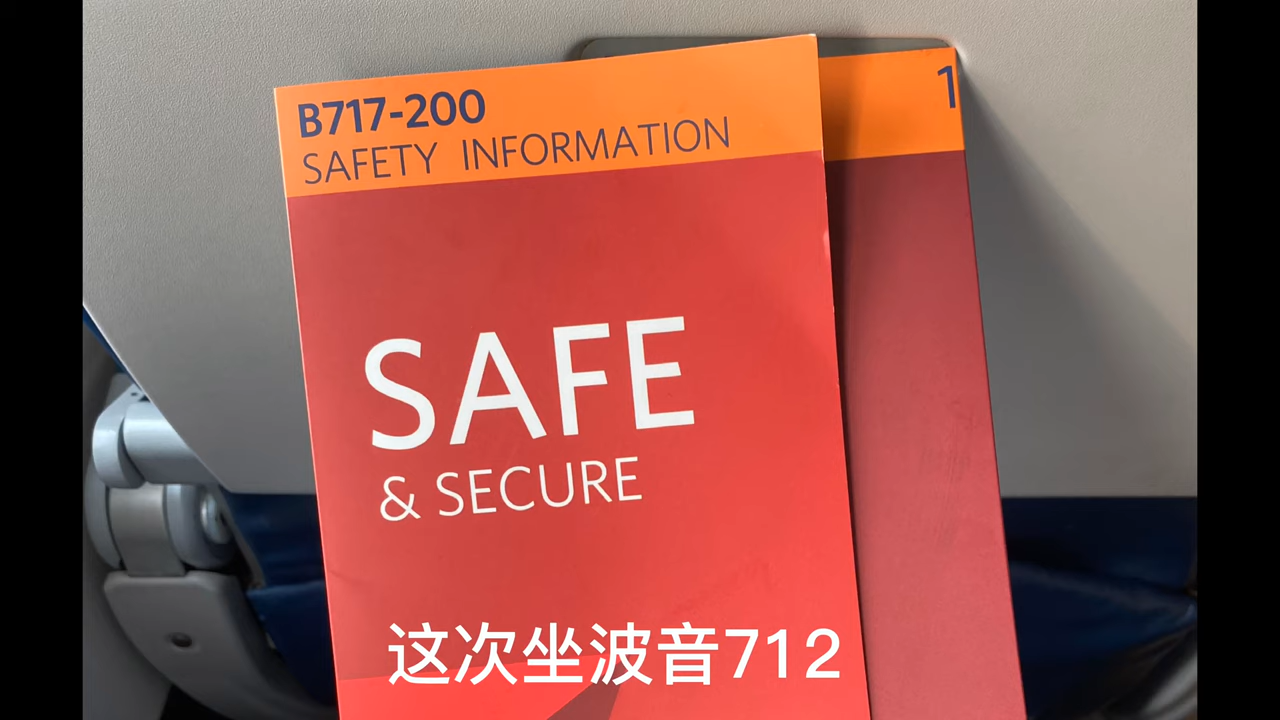 B717-200
SAFETY INFORMATION
1
SAFE
& SECURE
这次坐波音712